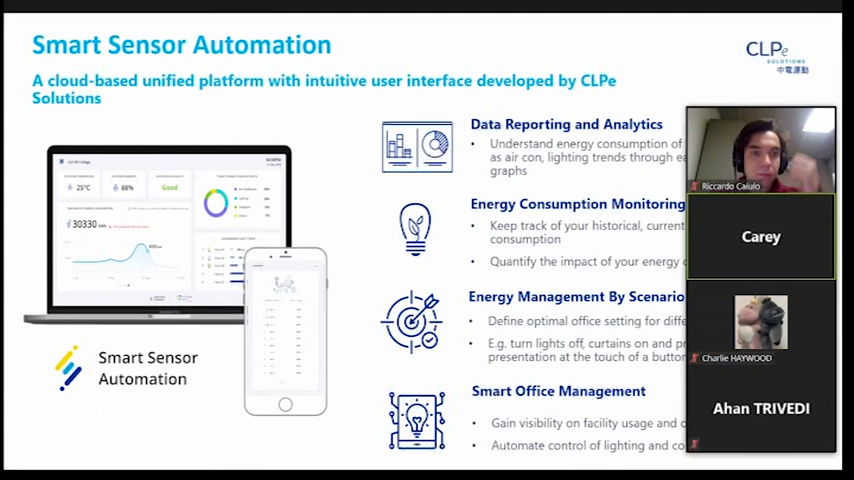 Smart Sensor Automation
CLPe
SOLUTIONS
中電源動
A cloud-based unified platform with intuitive user interface developed by CLPe
Solutions
Data Reporting and Analytics
• Understand energy consumption of
as air con, lighting trends through ea
graphs
Energy Consumption Monitoring
• Keep track of your historical, current
consumption
• Quantify the impact of your energy
Energy Management By Scenario
• Define optimal office setting for diffe
• E.g. turn lights off, curtains on and pr
presentation at the touch of a button
Smart Office Management
• Gain visibility on facility usage and
• Automate control of lighting and co
25°C
88%
Good
30330
Smart Sensor
Automation
Riccardo Caiulo
Carey
Charlie HAYWOOD
Ahan TRIVEDI